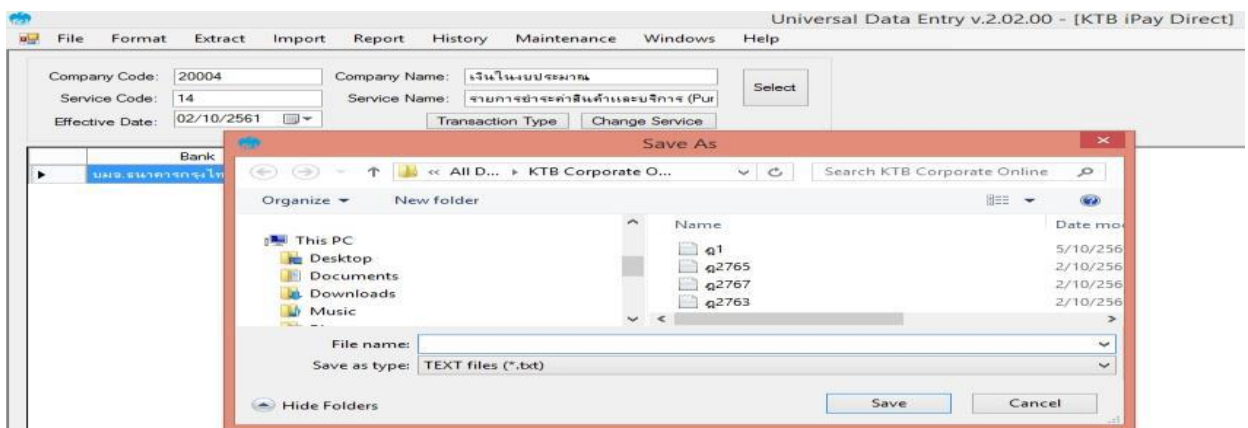 Universal Data Entry v.2.02.00 - [KTB iPay Direct]
File Format Extract Import Report History Maintenance Windows Help
Company Code: 20004 Company Name: เงินในงบประมาณ Select
Service Code: 14 Service Name: รายการชำระค่าสินค้าและบริการ (Pur
Effective Date: 02/10/2561 Transaction Type Change Service
Save As
Bank
บมจ.ธนาคารกรุงไท
« All D... ▸ KTB Corporate O... Search KTB Corporate Online
Organize New folder
Name Date mo
This PC
Desktop
Documents
Downloads
Music
ฎ1 5/10/256
ฎ2765 2/10/256
ฎ2767 2/10/256
ฎ2763 2/10/256
File name:
Save as type: TEXT files (*.txt)
Hide Folders Save Cancel